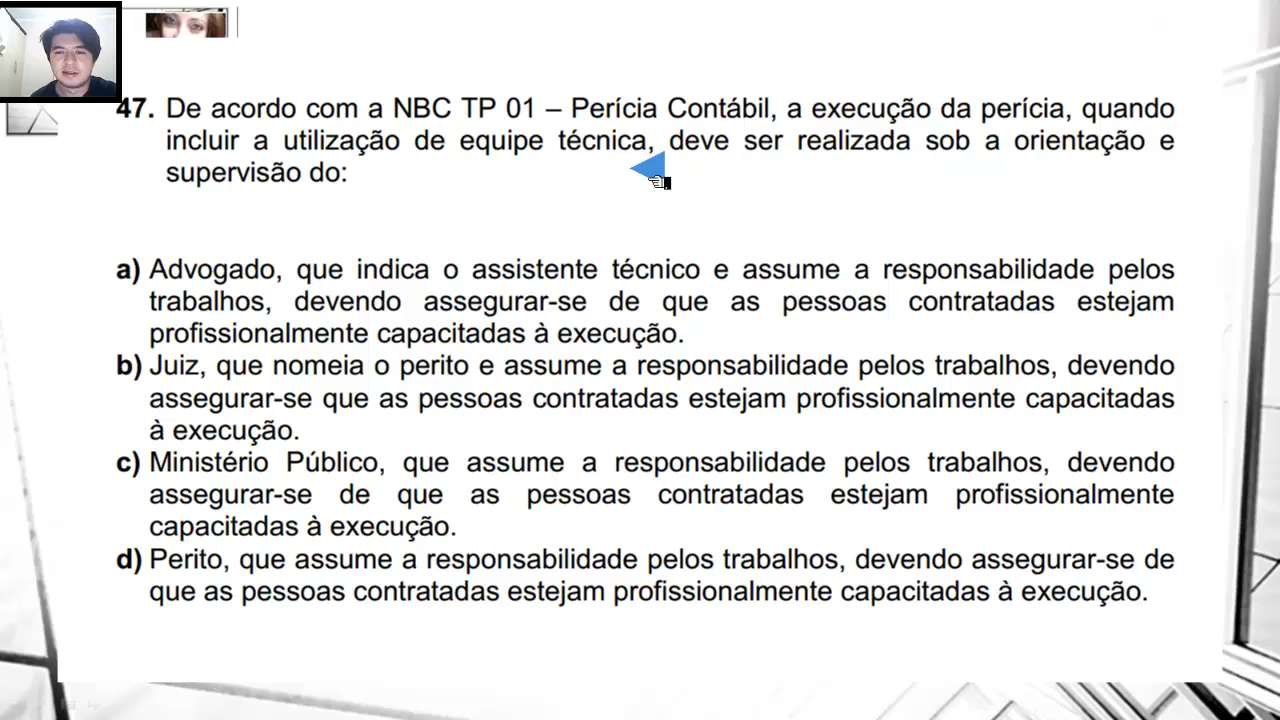 47. De acordo com a NBC TP 01 – Perícia Contábil, a execução da perícia, quando
incluir a utilização de equipe técnica, deve ser realizada sob a orientação e
supervisão do:
a) Advogado, que indica o assistente técnico e assume a responsabilidade pelos
trabalhos, devendo assegurar-se de que as pessoas contratadas estejam
profissionalmente capacitadas à execução.
b) Juiz, que nomeia o perito e assume a responsabilidade pelos trabalhos, devendo
assegurar-se que as pessoas contratadas estejam profissionalmente capacitadas
à execução.
c) Ministério Público, que assume a responsabilidade pelos trabalhos, devendo
assegurar-se de que as pessoas contratadas estejam profissionalmente
capacitadas à execução.
d) Perito, que assume a responsabilidade pelos trabalhos, devendo assegurar-se de
que as pessoas contratadas estejam profissionalmente capacitadas à execução.